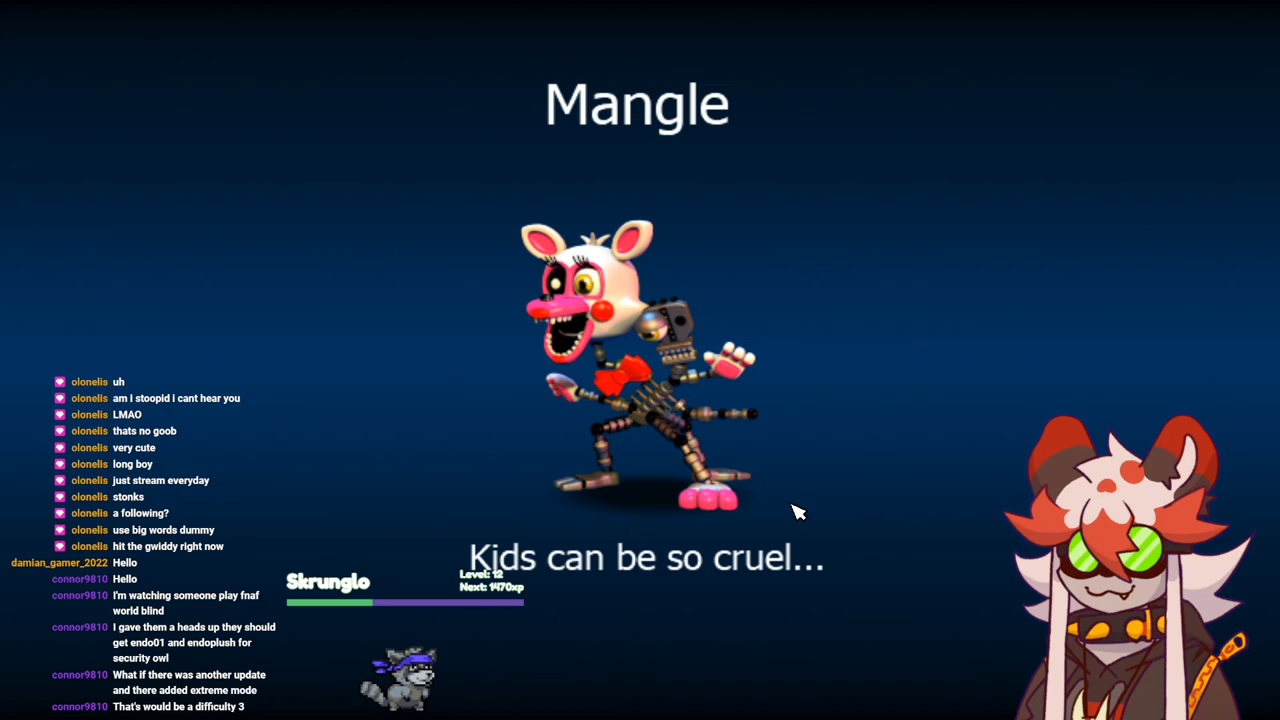 Mangle
olonelis uh
olonelis am I stoopid i cant hear you
olonelis LMAO
olonelis thats no goob
olonelis very cute
olonelis long boy
olonelis just stream everyday
olonelis stonks
olonelis a following?
olonelis use big words dummy
olonelis hit the gwiddy right now
damian_gamer_2022 Hello
connor9810 Hello
connor9810 I'm watching someone play fnaf
world blind
connor9810 I gave them a heads up they should
get endo01 and endoplush for
security owl
connor9810 What if there was another update
and there added extreme mode
connor9810 That's would be a difficulty 3
Kids can be so cruel...
Skrunglo
Level: 12
Next: 1470xp